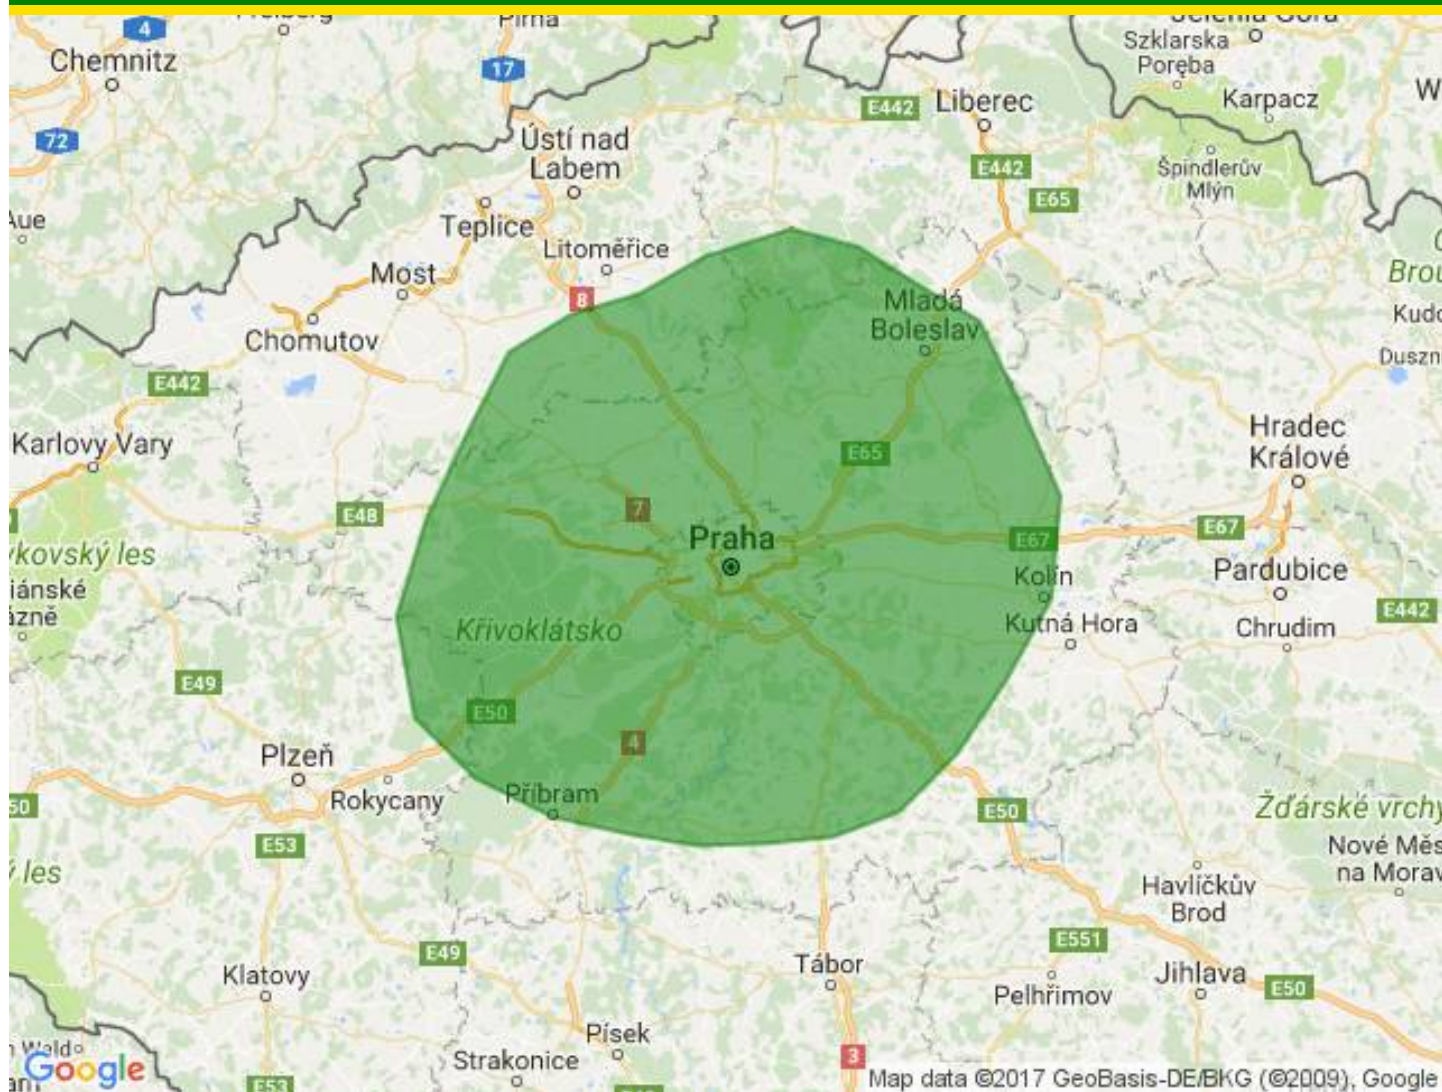 4
Chemnitz
17
72
Szklarska
Poręba
Karpacz
E442
Liberec
Ústí nad
Labem
E442
Špindlerův
Mlýn
E65
Aue
Teplice
Litoměřice
Most
8
Mladá
Boleslav
Chomutov
E442
Karlovy Vary
Hradec
Králové
E65
E48
7
E67
E67
Praha
Kolín
Pardubice
E442
Křivoklátsko
Kutná Hora
Chrudim
E49
E50
4
Plzeň
Rokycany
Příbram
50
E50
Žďárské vrchy
E53
Nové Měs
na Morav
les
Havlíčkův
Brod
E49
E551
Klatovy
Tábor
Pelhřimov
Jihlava
E50
Písek
Strakonice
3
Google
E53
Map data ©2017 GeoBasis-DE/BKG (©2009), Google